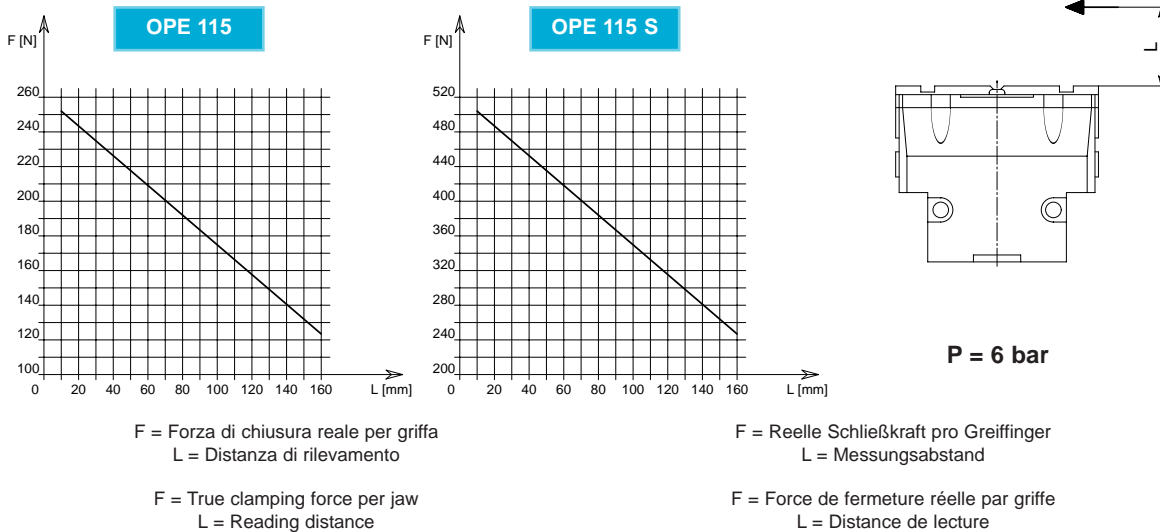 OPE 115
F [N]
260
240
220
200
180
160
140
120
100
0 20 40 60 80 100 120 140 160 L [mm]
OPE 115 S
F [N]
520
480
440
400
360
320
280
240
200
0 20 40 60 80 100 120 140 160 L [mm]
L
P = 6 bar
F = Forza di chiusura reale per griffa
L = Distanza di rilevamento
F = Reelle Schließkraft pro Greiffinger
L = Messungsabstand
F = True clamping force per jaw
L = Reading distance
F = Force de fermeture réelle par griffe
L = Distance de lecture